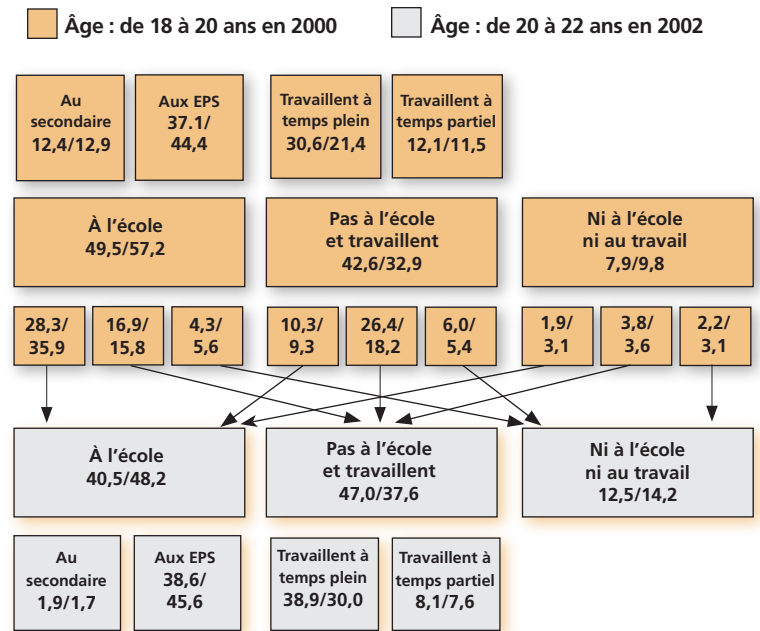 Âge : de 18 à 20 ans en 2000
Âge : de 20 à 22 ans en 2002
Au
secondaire
12,4/12,9
Aux EPS
37.1/
44,4
Travaillent à
temps plein
30,6/21,4
Travaillent à
temps partiel
12,1/11,5
À l'école
49,5/57,2
Pas à l'école
et travaillent
42,6/32,9
Ni à l'école
ni au travail
7,9/9,8
28,3/
35,9
16,9/
15,8
4,3/
5,6
10,3/
9,3
26,4/
18,2
6,0/
5,4
1,9/
3,1
3,8/
3,6
2,2/
3,1
À l'école
40,5/48,2
Pas à l'école
et travaillent
47,0/37,6
Ni à l'école
ni au travail
12,5/14,2
Au
secondaire
1,9/1,7
Aux EPS
38,6/
45,6
Travaillent à
temps plein
38,9/30,0
Travaillent à
temps partiel
8,1/7,6